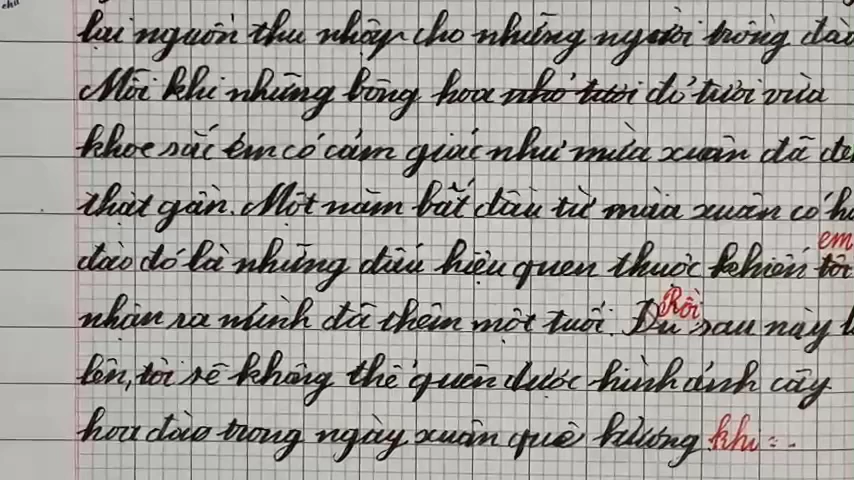 lại nguồn thu nhập cho những người trồng đào
Mỗi khi những bông hoa nhỏ tươi đỏ tươi vừa
khoe sắc em có cảm giác như mùa xuân đã đế
thật gần. Một năm bắt đầu từ mùa xuân có ho
em
đào đó là những dấu hiệu quen thuộc khiến tôi
Rồi
nhận ra mình đã thêm một tuổi. Dù sau này l
lên, tôi sẽ không thể quên được hình ảnh cây
hoa đào trong ngày xuân quê hương khi...